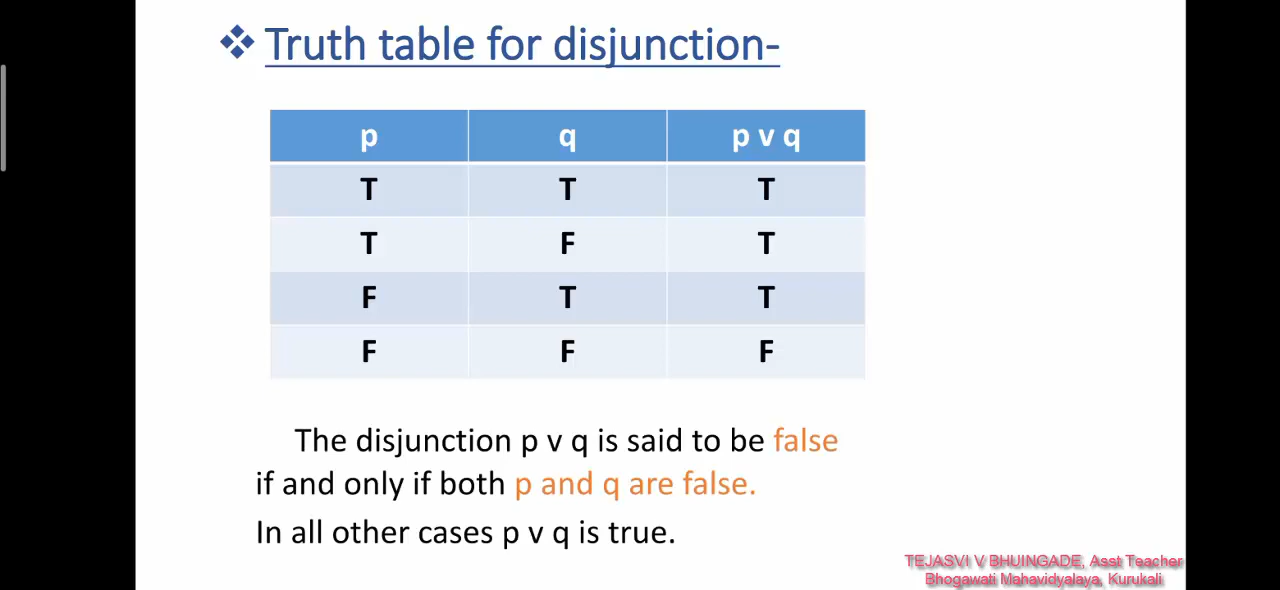 ❖ Truth table for disjunction-
p q p v q
T T T
T F T
F T T
F F F
The disjunction p v q is said to be false
if and only if both p and q are false.
In all other cases p v q is true.
TEJASVI V BHUINGADE, Asst Teacher
Bhogawati Mahavidyalaya, Kurukali